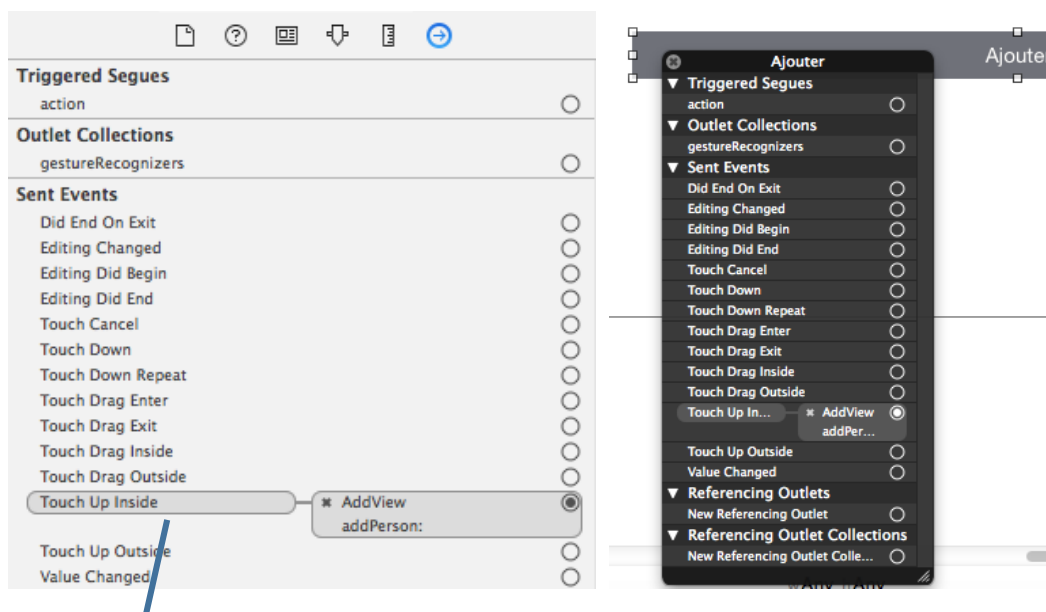 Triggered Segues
action
Outlet Collections
gestureRecognizers
Sent Events
Did End On Exit
Editing Changed
Editing Did Begin
Editing Did End
Touch Cancel
Touch Down
Touch Down Repeat
Touch Drag Enter
Touch Drag Exit
Touch Drag Inside
Touch Drag Outside
Touch Up Inside
AddView
addPerson:
Touch Up Outside
Value Changed
Ajouter
Ajouter
Triggered Segues
action
Outlet Collections
gestureRecognizers
Sent Events
Did End On Exit
Editing Changed
Editing Did Begin
Editing Did End
Touch Cancel
Touch Down
Touch Down Repeat
Touch Drag Enter
Touch Drag Exit
Touch Drag Inside
Touch Drag Outside
Touch Up In... AddView
addPer...
Touch Up Outside
Value Changed
Referencing Outlets
New Referencing Outlet
Referencing Outlet Collections
New Referencing Outlet Colle...
wAny hAny